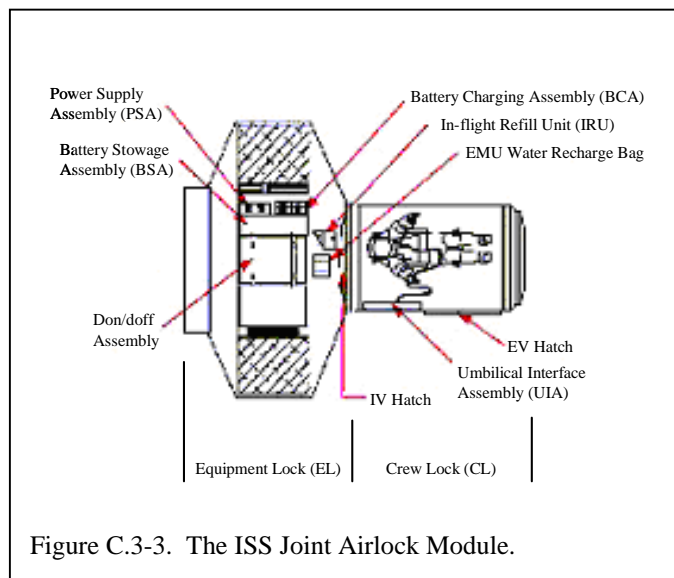 Power Supply
Assembly (PSA)
Battery Stowage
Assembly (BSA)
Don/doff
Assembly
Battery Charging Assembly (BCA)
In-flight Refill Unit (IRU)
EMU Water Recharge Bag
EV Hatch
Umbilical Interface
Assembly (UIA)
IV Hatch
Equipment Lock (EL)
Crew Lock (CL)
Figure C.3-3. The ISS Joint Airlock Module.